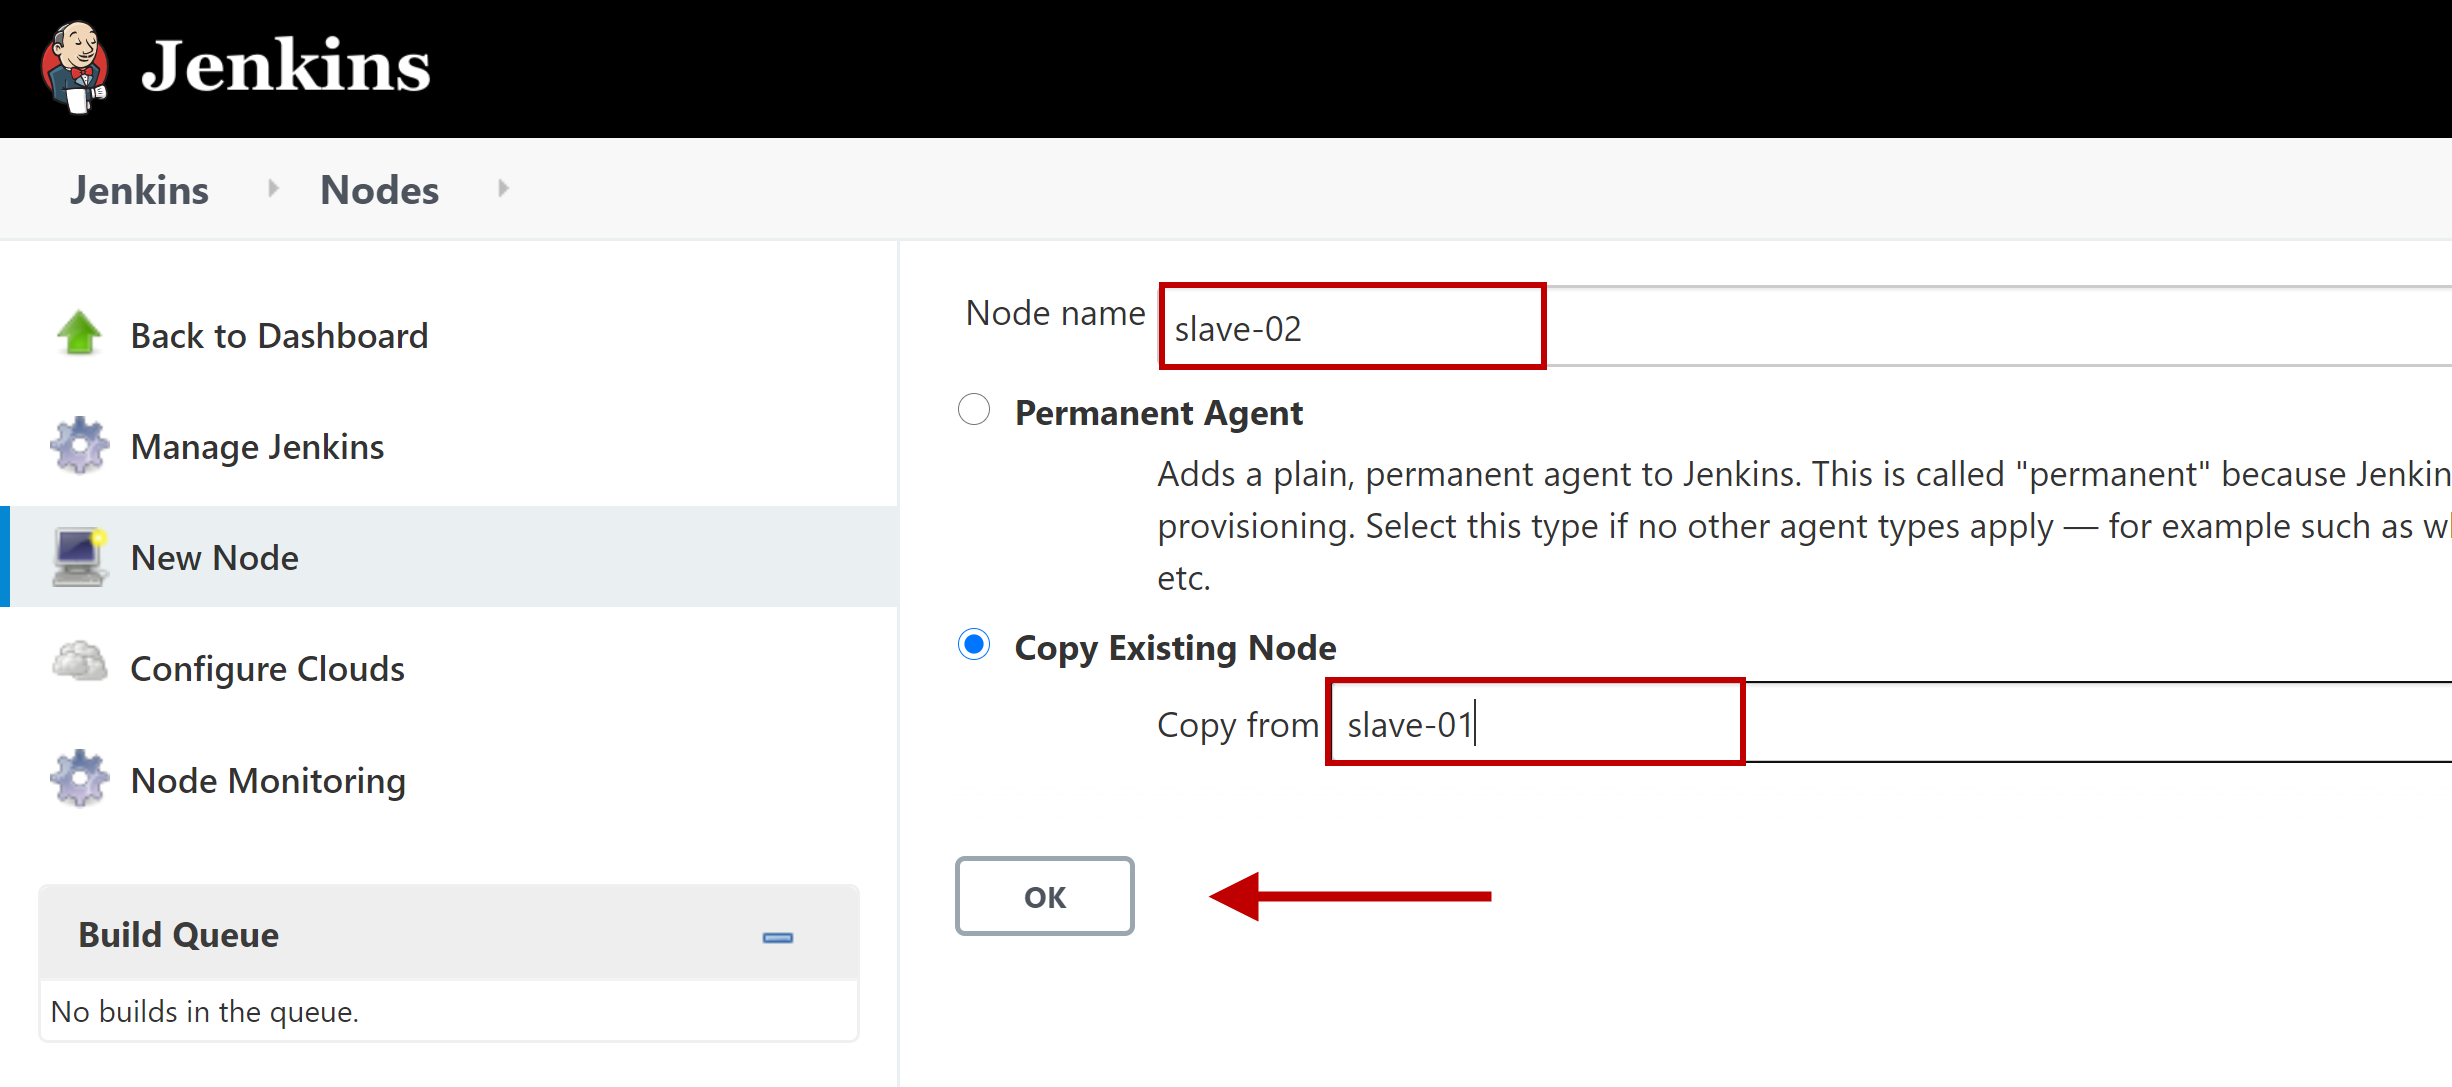 Jenkins
Jenkins
Nodes
Back to Dashboard
Manage Jenkins
New Node
Configure Clouds
Node Monitoring
Build Queue
No builds in the queue.
Node name slave-02
Permanent Agent
Adds a plain, permanent agent to Jenkins. This is called "permanent" because
provisioning. Select this type if no other agent types apply — for example such as
etc.
Copy Existing Node
Copy from slave-01
OK